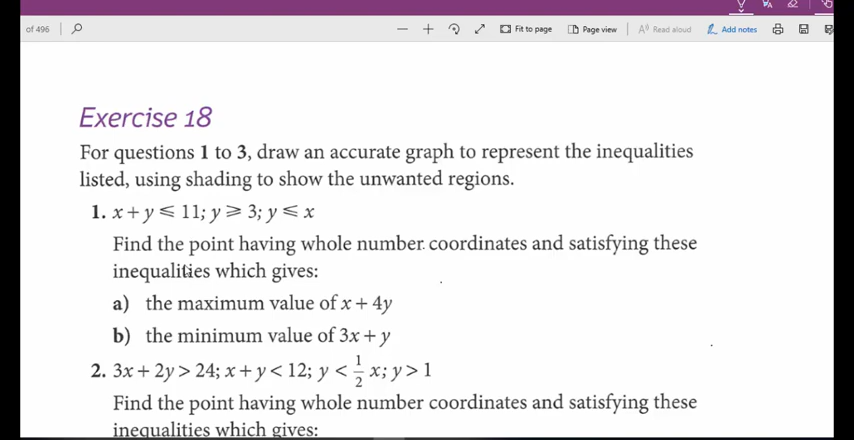 of 496
Fit to page
Page view
Read aloud
Add notes
Exercise 18
For questions 1 to 3, draw an accurate graph to represent the inequalities
listed, using shading to show the unwanted regions.
1. x + y ⩽ 11; y ⩾ 3; y ⩽ x
Find the point having whole number coordinates and satisfying these
inequalities which gives:
a) the maximum value of x + 4y
b) the minimum value of 3x + y
2. 3x + 2y > 24; x + y < 12; y < 1/2 x; y > 1
Find the point having whole number coordinates and satisfying these
inequalities which gives: